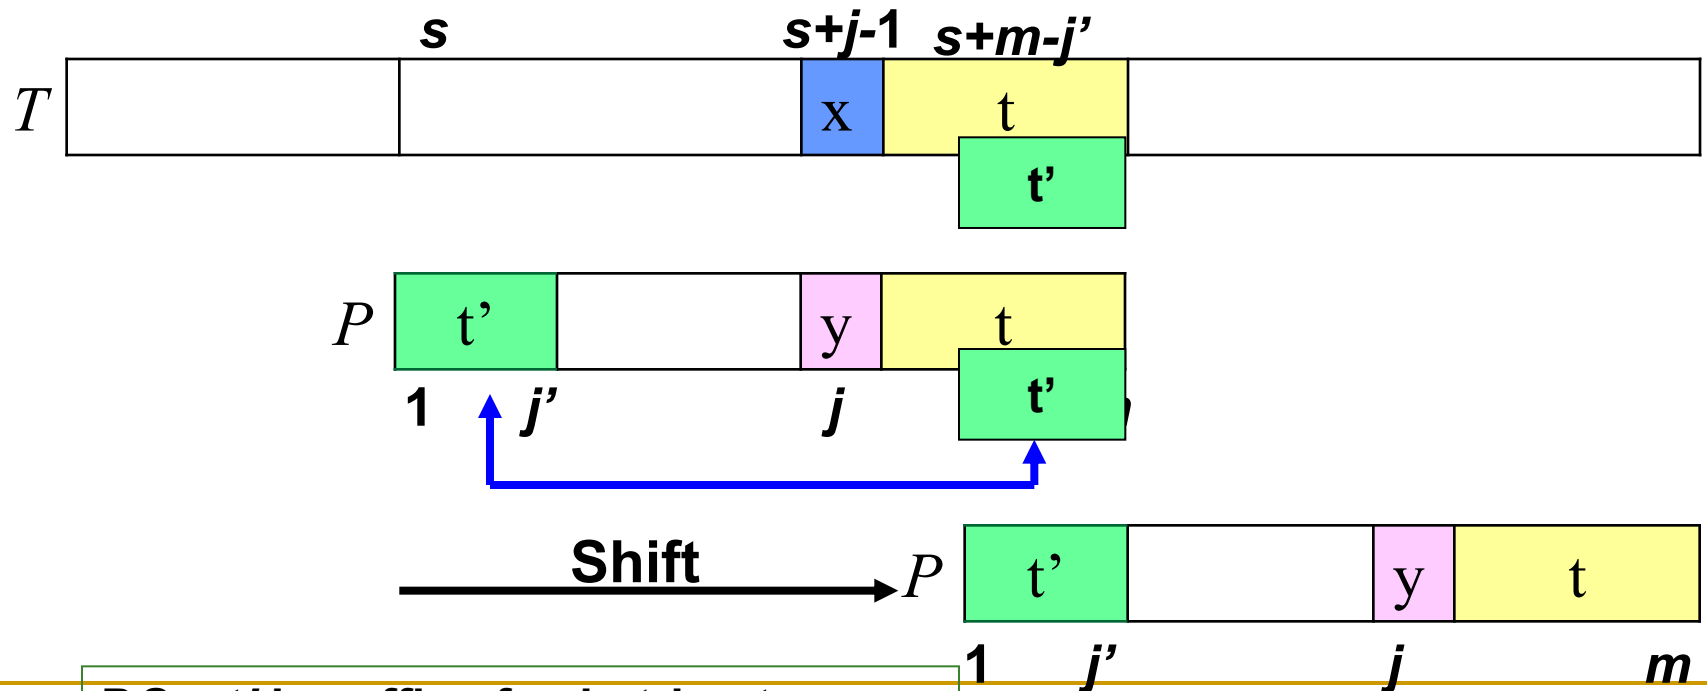 s s+j-1 s+m-j’
T x t
t’
P t’ y t
t’
1 j’ j
Shift
P t’ y t
1 j’ j m